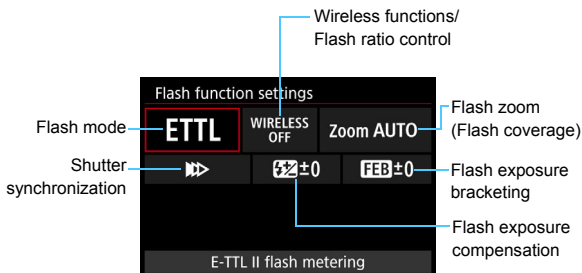 Wireless functions/
Flash ratio control
Flash function settings
Flash mode
ETTL
WIRELESS
OFF
Zoom AUTO
Flash zoom
(Flash coverage)
Shutter
synchronization
±0
FEB±0
Flash exposure
bracketing
Flash exposure
compensation
E-TTL II flash metering